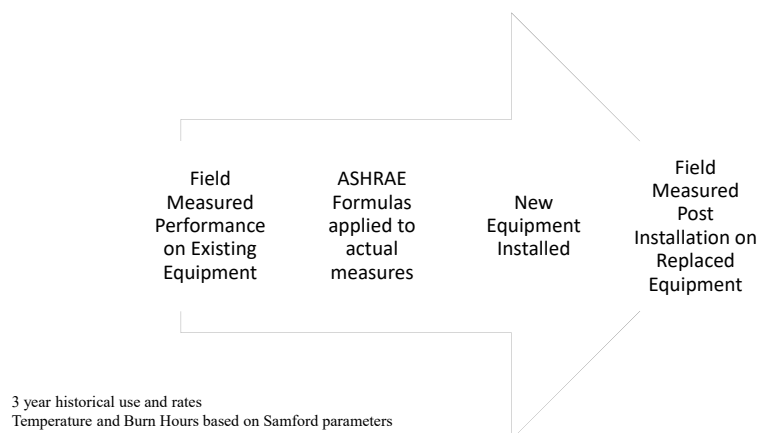 Field
Measured
Performance
on Existing
Equipment
ASHRAE
Formulas
applied to
actual
measures
New
Equipment
Installed
Field
Measured
Post
Installation on
Replaced
Equipment
3 year historical use and rates
Temperature and Burn Hours based on Samford parameters